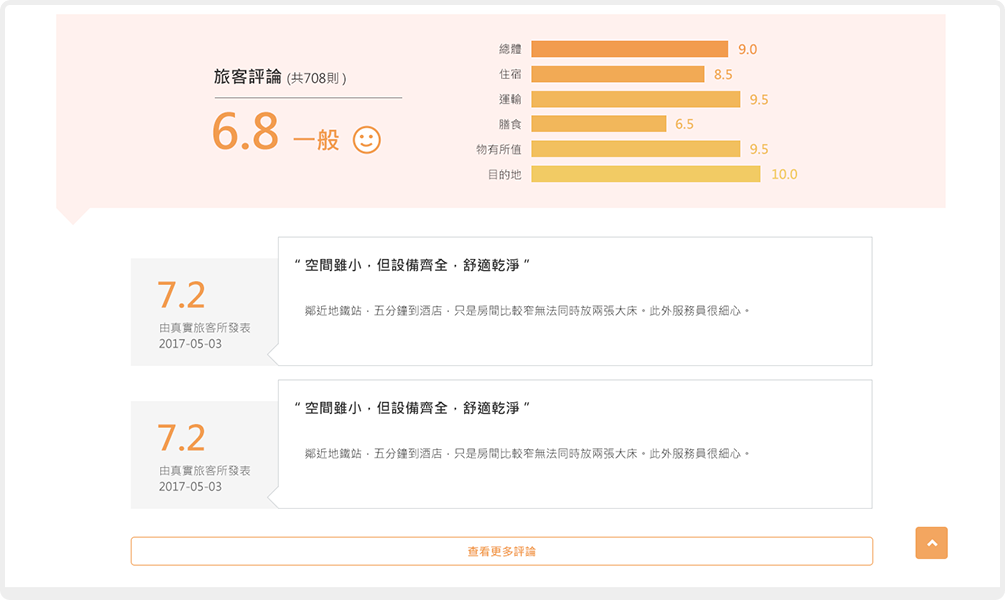 旅客評論 (共708則)
6.8 一般
總體 9.0
住宿 8.5
運輸 9.5
膳食 6.5
物有所值 9.5
目的地 10.0
“ 空間雖小，但設備齊全，舒適乾淨 ”
7.2
由真實旅客所發表
2017-05-03
鄰近地鐵站，五分鐘到酒店，只是房間比較窄無法同時放兩張大床。此外服務員很細心。
“ 空間雖小，但設備齊全，舒適乾淨 ”
7.2
由真實旅客所發表
2017-05-03
鄰近地鐵站，五分鐘到酒店，只是房間比較窄無法同時放兩張大床。此外服務員很細心。
查看更多評論